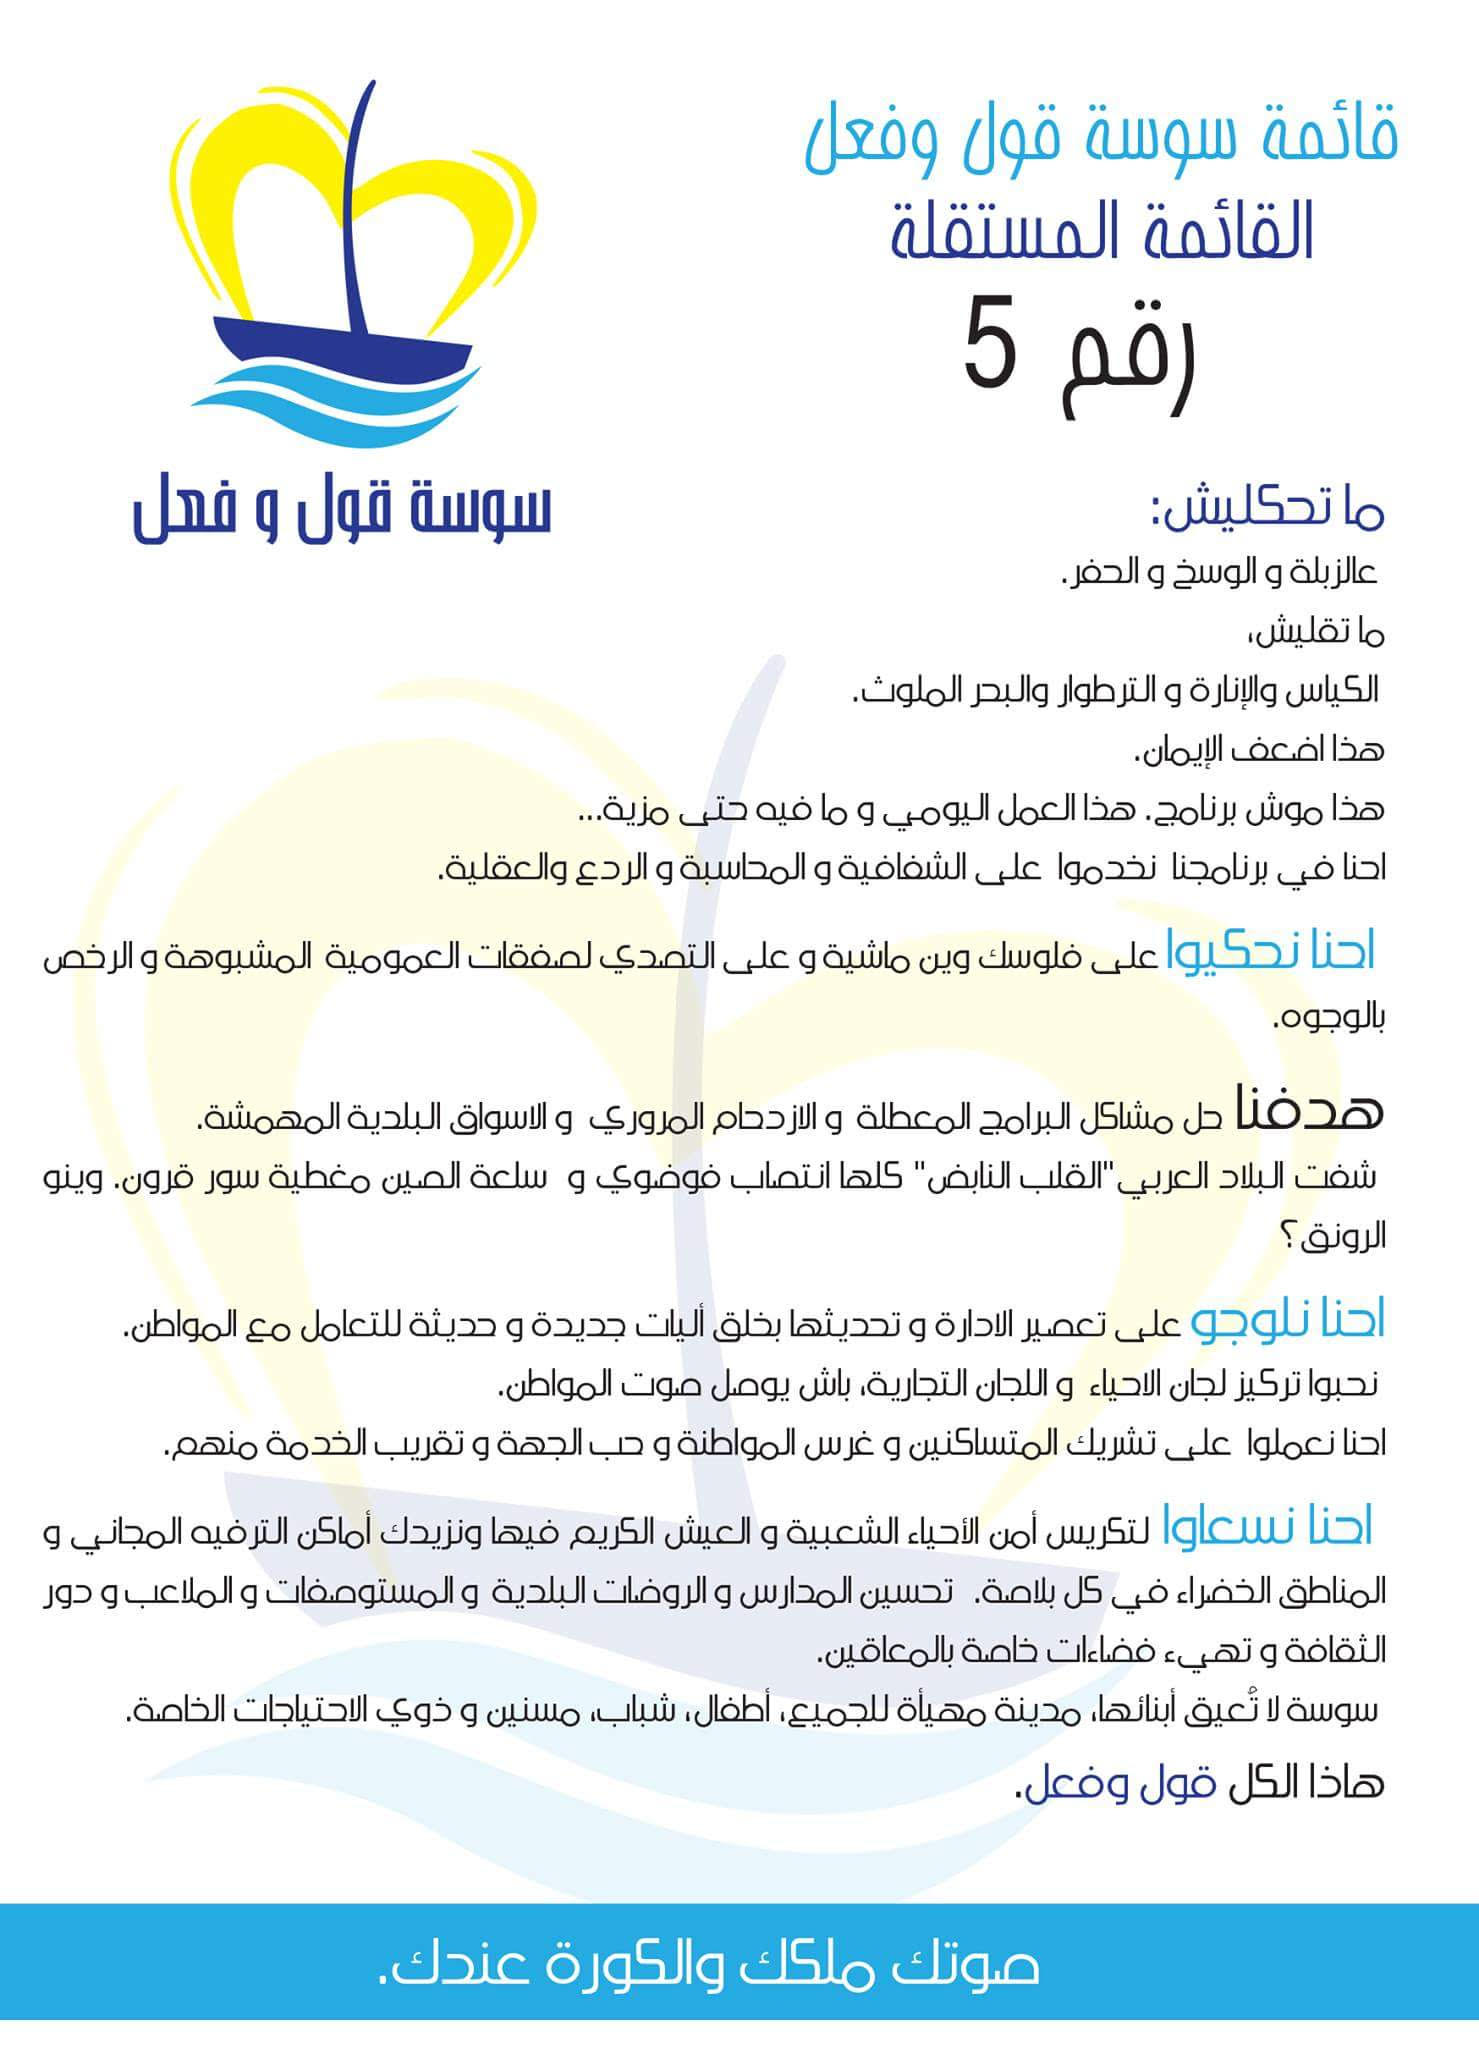 قائمة سوسة قول وفعل
القائمة المستقلة
رقم 5
سوسة قول و فعل
ما تحكليش:
عالزبلة و الوسخ و الحفر.
ما تقليش،
الكياس والإنارة و الترطوار والبحر الملوث.
هذا اضعف الإيمان.
هذا موش برنامج. هذا العمل اليومي و ما فيه حتى مزية...
احنا في برنامجنا نخدموا على الشفافية و المحاسبة و الردع والعقلية.
احنا نحكيوا على فلوسك وين ماشية و على التصدي لصفقات العمومية المشبوهة و الرخص
بالوجوه.
هدفنا حل مشاكل البرامج المعطلة و الازدحام المروري و الاسواق البلدية المهمشة.
شفت البلاد العربي "القلب النابض" كلها انتصاب فوضوي و سلعة الصين مغطية سور قرون. وينو
الرونق؟
احنا نلوجو على تعصير الادارة و تحديثها بخلق أليات جديدة و حديثة للتعامل مع المواطن.
نحبوا تركيز لجان الاحياء و اللجان التجارية، باش يوصل صوت المواطن.
احنا نعملوا على تشريك المتساكنين و غرس المواطنة و حب الجهة و تقريب الخدمة منهم.
احنا نسعاوا لتكريس أمن الأحياء الشعبية و العيش الكريم فيها ونزيدك أماكن الترفيه المجاني و
المناطق الخضراء في كل بلاصة. تحسين المدارس و الروضات البلدية و المستوصفات و الملاعب و دور
الثقافة و تهيء فضاءات خاصة بالمعاقين.
سوسة لا تُعيق أبنائها، مدينة مهيأة للجميع، أطفال، شباب، مسنين و ذوي الاحتياجات الخاصة.
هاذا الكل قول وفعل.
صوتك ملكك والكورة عندك.